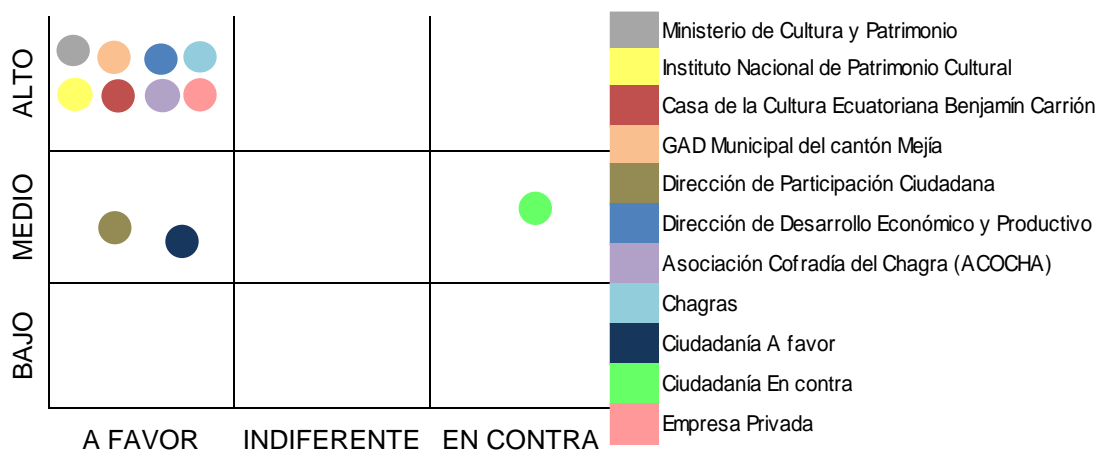 ALTO
MEDIO
BAJO
A FAVOR
INDIFERENTE
EN CONTRA
Ministerio de Cultura y Patrimonio
Instituto Nacional de Patrimonio Cultural
Casa de la Cultura Ecuatoriana Benjamín Carrión
GAD Municipal del cantón Mejía
Dirección de Participación Ciudadana
Dirección de Desarrollo Económico y Productivo
Asociación Cofradía del Chagra (ACOCHA)
Chagras
Ciudadanía A favor
Ciudadanía En contra
Empresa Privada